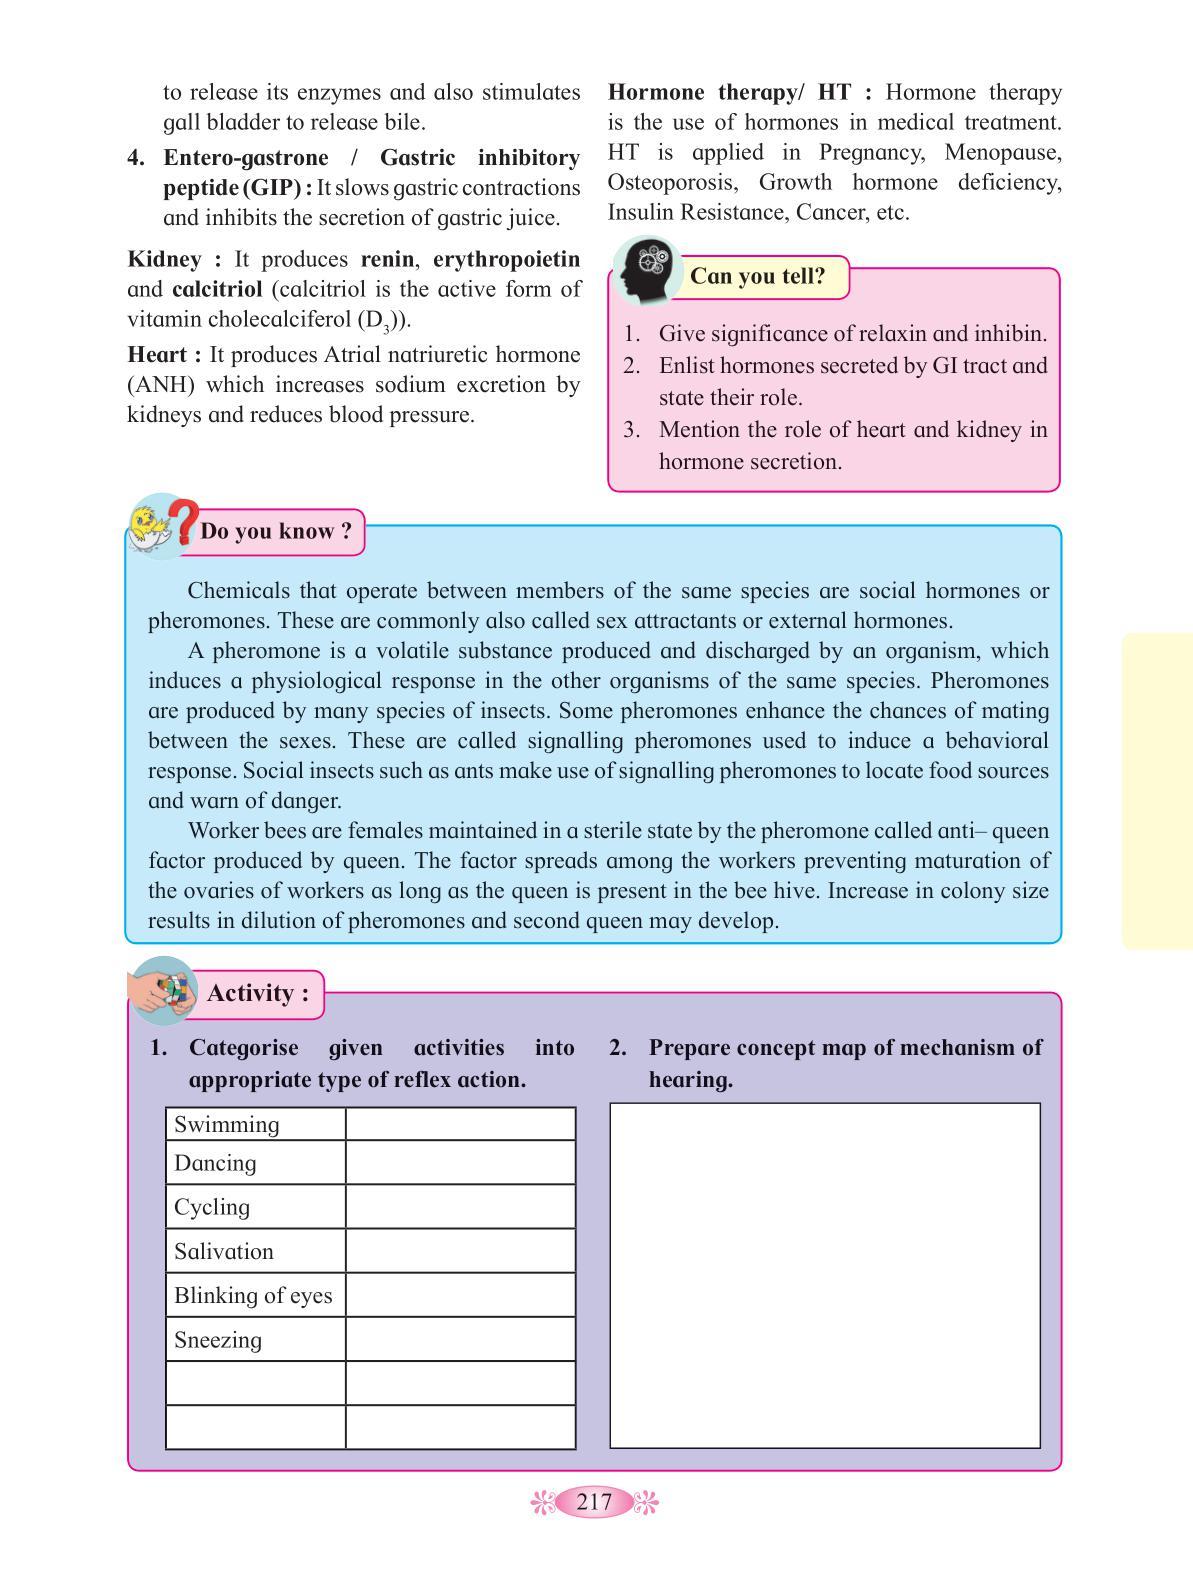 to release its enzymes and also stimulates
gall bladder to release bile.
4. Entero-gastrone / Gastric inhibitory
peptide (GIP) : It slows gastric contractions
and inhibits the secretion of gastric juice.
Kidney : It produces renin, erythropoietin
and calcitriol (calcitriol is the active form of
vitamin cholecalciferol (D₃)).
Heart : It produces Atrial natriuretic hormone
(ANH) which increases sodium excretion by
kidneys and reduces blood pressure.
Hormone therapy/ HT : Hormone therapy
is the use of hormones in medical treatment.
HT is applied in Pregnancy, Menopause,
Osteoporosis, Growth hormone deficiency,
Insulin Resistance, Cancer, etc.
Can you tell?
1. Give significance of relaxin and inhibin.
2. Enlist hormones secreted by GI tract and
state their role.
3. Mention the role of heart and kidney in
hormone secretion.
Do you know ?
Chemicals that operate between members of the same species are social hormones or
pheromones. These are commonly also called sex attractants or external hormones.
A pheromone is a volatile substance produced and discharged by an organism, which
induces a physiological response in the other organisms of the same species. Pheromones
are produced by many species of insects. Some pheromones enhance the chances of mating
between the sexes. These are called signalling pheromones used to induce a behavioral
response. Social insects such as ants make use of signalling pheromones to locate food sources
and warn of danger.
Worker bees are females maintained in a sterile state by the pheromone called anti– queen
factor produced by queen. The factor spreads among the workers preventing maturation of
the ovaries of workers as long as the queen is present in the bee hive. Increase in colony size
results in dilution of pheromones and second queen may develop.
Activity :
1. Categorise given activities into
appropriate type of reflex action.
Swimming
Dancing
Cycling
Salivation
Blinking of eyes
Sneezing
2. Prepare concept map of mechanism of
hearing.
217